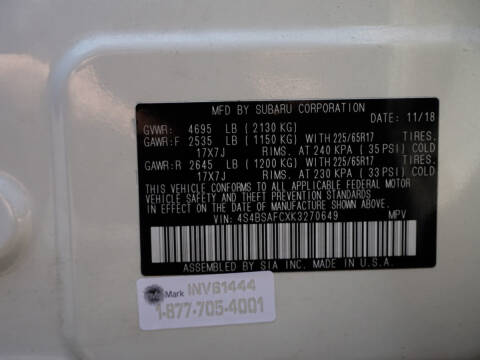 MFD BY SUBARU CORPORATION
DATE: 11/18
GVWR: 4695 LB (2130 KG)
GAWR:F 2535 LB (1150 KG) WITH 225/65R17 TIRES,
17X7J RIMS. AT 240 KPA (35 PSI) COLD
GAWR:R 2645 LB (1200 KG) WITH 225/65R17 TIRES,
17X7J RIMS. AT 230 KPA (33 PSI) COLD
THIS VEHICLE CONFORMS TO ALL APPLICABLE FEDERAL MOTOR
VEHICLE SAFETY AND THEFT PREVENTION STANDARDS
IN EFFECT ON THE DATE OF MANUFACTURE SHOWN ABOVE.
VIN: 4S4BSAFCXK3270649 MPV
ASSEMBLED BY SIA INC. MADE IN U.S.A.
Mark INV61444
1-877-705-4001